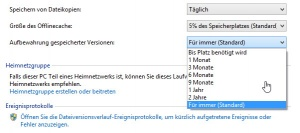 Speichern von Dateikopien:
Täglich
Größe des Offlinecache:
5% des Speicherplatzes (Standard)
Aufbewahrung gespeicherter Versionen:
Für immer (Standard)
Bis Platz benötigt wird
1 Monat
3 Monate
6 Monate
9 Monate
1 Jahr
2 Jahre
Für immer (Standard)
Heimnetzgruppe
Falls dieser PC Teil eines Heimnetzwerks ist, können Sie dieses Laufw
Heimnetzwerks empfehlen.
Heimnetzgruppe erstellen oder beitreten
Ereignisprotokolle
Öffnen Sie die Dateiversionsverlauf-Ereignisprotokolle, um kürzlich aufgetretene Ereignisse oder
Fehler anzuzeigen.